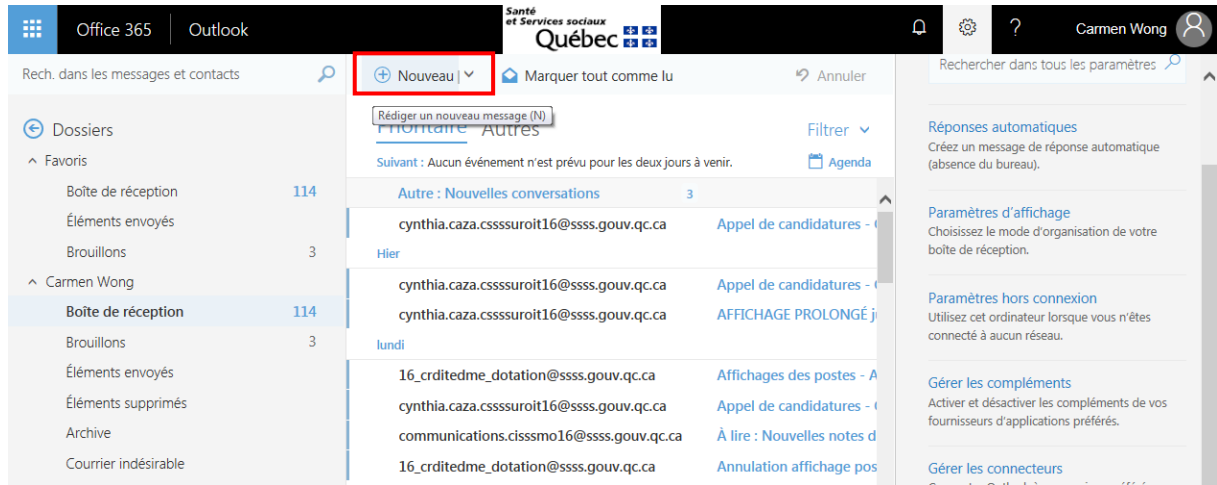 Office 365
Outlook
Santé
et Services sociaux
Québec
?
Carmen Wong
Rech. dans les messages et contacts
Nouveau
Marquer tout comme lu
Annuler
Rechercher dans tous les paramètres
Rédiger un nouveau message (N)
Dossiers
Favoris
Boîte de réception 114
Éléments envoyés
Brouillons 3
Carmen Wong
Boîte de réception 114
Brouillons 3
Éléments envoyés
Éléments supprimés
Archive
Courrier indésirable
Prioritaire Autres
Filtrer
Suivant : Aucun événement n'est prévu pour les deux jours à venir.
Agenda
Autre : Nouvelles conversations 3
cynthia.caza.cssssuroit16@ssss.gouv.qc.ca Appel de candidatures -
Hier
cynthia.caza.cssssuroit16@ssss.gouv.qc.ca Appel de candidatures -
cynthia.caza.cssssuroit16@ssss.gouv.qc.ca AFFICHAGE PROLONGÉ
lundi
16_crditedme_dotation@ssss.gouv.qc.ca Affichages des postes - A
cynthia.caza.cssssuroit16@ssss.gouv.qc.ca Appel de candidatures -
communications.cisssmo16@ssss.gouv.qc.ca À lire : Nouvelles notes d
16_crditedme_dotation@ssss.gouv.qc.ca Annulation affichage pos
Réponses automatiques
Créez un message de réponse automatique
(absence du bureau).
Paramètres d'affichage
Choisissez le mode d'organisation de votre
boîte de réception.
Paramètres hors connexion
Utilisez cet ordinateur lorsque vous n'êtes
connecté à aucun réseau.
Gérer les compléments
Activer et désactiver les compléments de vos
fournisseurs d'applications préférés.
Gérer les connecteurs